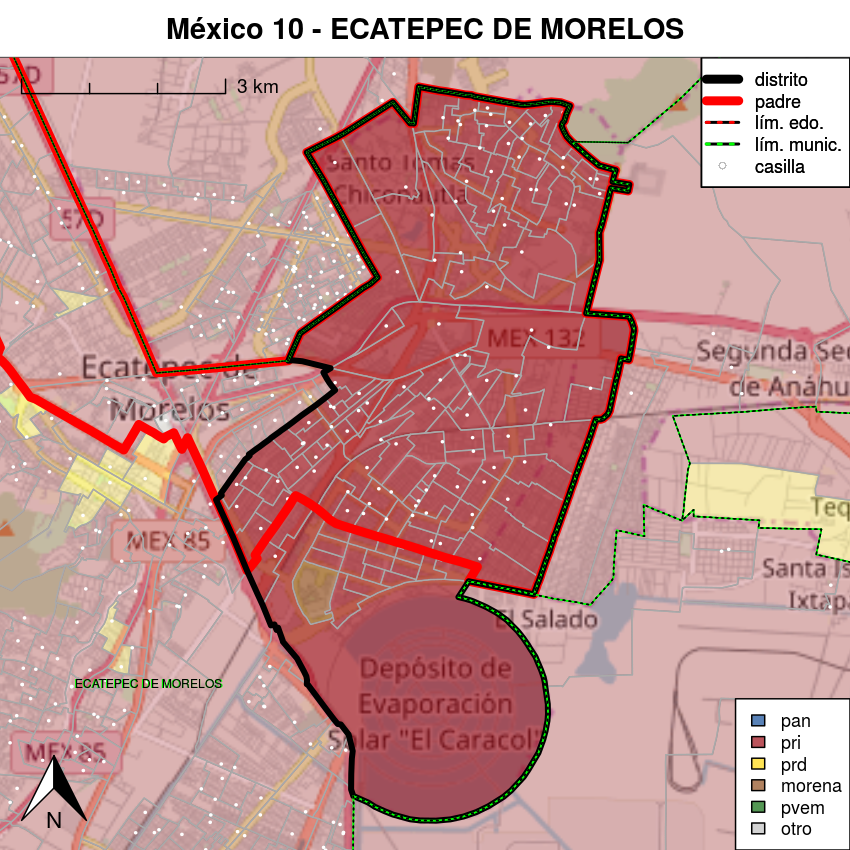 México 10 - ECATEPEC DE MORELOS
57D
3 km
distrito
padre
lím. edo.
lím. munic.
casilla
Santo Tomas
Chiconautla
57D
MEX 132
Segunda Sec
de Anáhu
Ecatepec de
Morelos
MEX 85
Teq
Santa Is
Ixtapa
El Salado
Depósito de
Evaporación
Solar "El Caracol"
ECATEPEC DE MORELOS
MEX 85
N
pan
pri
prd
morena
pvem
otro